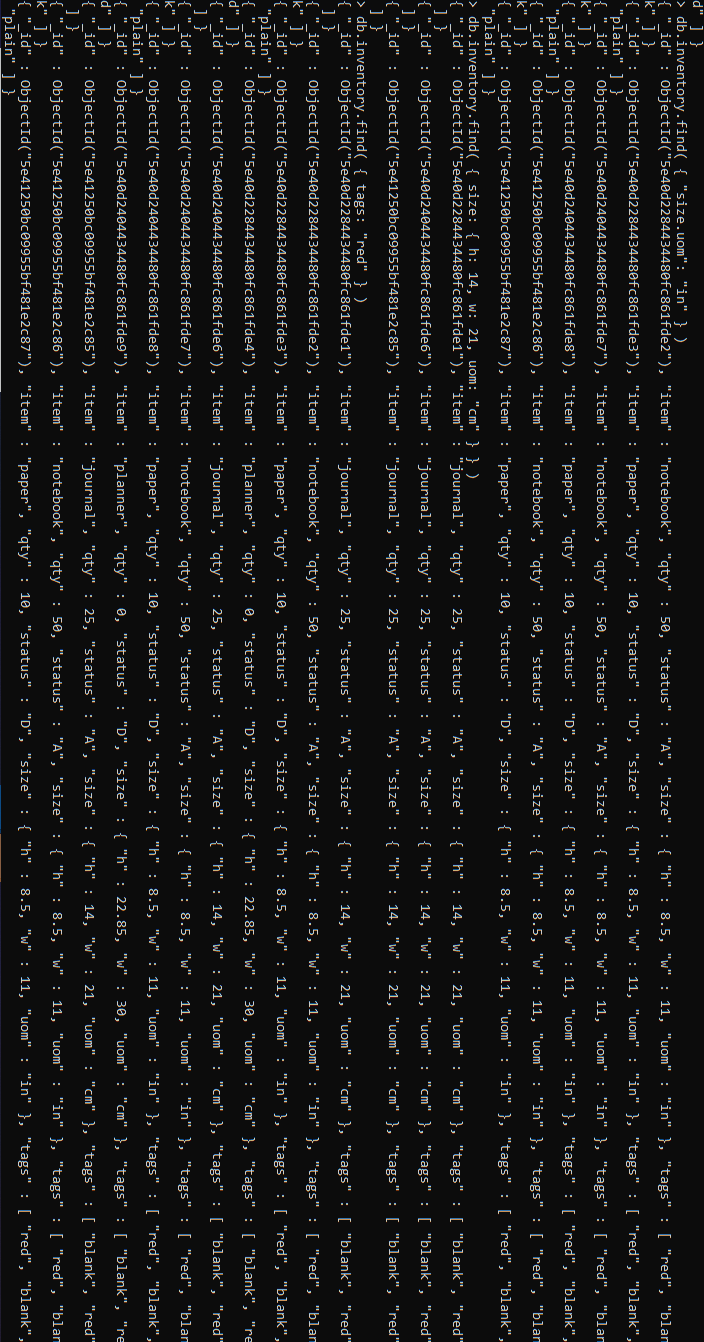 d" ] }
> db.inventory.find( { "size.uom": "in" } )
{ "_id" : ObjectId("5e40d2284434480fc861fde2"), "item" : "notebook", "qty" : 50, "status" : "A", "size" : { "h" : 8.5, "w" : 11, "uom" : "in" }, "tags" : [ "red", "blan
k" ] }
{ "_id" : ObjectId("5e40d2284434480fc861fde3"), "item" : "paper", "qty" : 10, "status" : "D", "size" : { "h" : 8.5, "w" : 11, "uom" : "in" }, "tags" : [ "red", "blank",
 "plain" ] }
{ "_id" : ObjectId("5e40d2404434480fc861fde7"), "item" : "notebook", "qty" : 50, "status" : "A", "size" : { "h" : 8.5, "w" : 11, "uom" : "in" }, "tags" : [ "red", "blan
k" ] }
{ "_id" : ObjectId("5e40d2404434480fc861fde8"), "item" : "paper", "qty" : 10, "status" : "D", "size" : { "h" : 8.5, "w" : 11, "uom" : "in" }, "tags" : [ "red", "blank",
 "plain" ] }
{ "_id" : ObjectId("5e41250bc09955bf481e2c86"), "item" : "notebook", "qty" : 50, "status" : "A", "size" : { "h" : 8.5, "w" : 11, "uom" : "in" }, "tags" : [ "red", "blan
k" ] }
{ "_id" : ObjectId("5e41250bc09955bf481e2c87"), "item" : "paper", "qty" : 10, "status" : "D", "size" : { "h" : 8.5, "w" : 11, "uom" : "in" }, "tags" : [ "red", "blank",
 "plain" ] }
> db.inventory.find( { size: { h: 14, w: 21, uom: "cm" } } )
{ "_id" : ObjectId("5e40d2284434480fc861fde1"), "item" : "journal", "qty" : 25, "status" : "A", "size" : { "h" : 14, "w" : 21, "uom" : "cm" }, "tags" : [ "blank", "red"
 ] }
{ "_id" : ObjectId("5e40d2404434480fc861fde6"), "item" : "journal", "qty" : 25, "status" : "A", "size" : { "h" : 14, "w" : 21, "uom" : "cm" }, "tags" : [ "blank", "red"
 ] }
{ "_id" : ObjectId("5e41250bc09955bf481e2c85"), "item" : "journal", "qty" : 25, "status" : "A", "size" : { "h" : 14, "w" : 21, "uom" : "cm" }, "tags" : [ "blank", "red"
 ] }
> db.inventory.find( { tags: "red" } )
{ "_id" : ObjectId("5e40d2284434480fc861fde1"), "item" : "journal", "qty" : 25, "status" : "A", "size" : { "h" : 14, "w" : 21, "uom" : "cm" }, "tags" : [ "blank", "red"
 ] }
{ "_id" : ObjectId("5e40d2284434480fc861fde2"), "item" : "notebook", "qty" : 50, "status" : "A", "size" : { "h" : 8.5, "w" : 11, "uom" : "in" }, "tags" : [ "red", "blan
k" ] }
{ "_id" : ObjectId("5e40d2284434480fc861fde3"), "item" : "paper", "qty" : 10, "status" : "D", "size" : { "h" : 8.5, "w" : 11, "uom" : "in" }, "tags" : [ "red", "blank",
 "plain" ] }
{ "_id" : ObjectId("5e40d2284434480fc861fde4"), "item" : "planner", "qty" : 0, "status" : "D", "size" : { "h" : 22.85, "w" : 30, "uom" : "cm" }, "tags" : [ "blank", "re
d" ] }
{ "_id" : ObjectId("5e40d2404434480fc861fde6"), "item" : "journal", "qty" : 25, "status" : "A", "size" : { "h" : 14, "w" : 21, "uom" : "cm" }, "tags" : [ "blank", "red"
 ] }
{ "_id" : ObjectId("5e40d2404434480fc861fde7"), "item" : "notebook", "qty" : 50, "status" : "A", "size" : { "h" : 8.5, "w" : 11, "uom" : "in" }, "tags" : [ "red", "blan
k" ] }
{ "_id" : ObjectId("5e40d2404434480fc861fde8"), "item" : "paper", "qty" : 10, "status" : "D", "size" : { "h" : 8.5, "w" : 11, "uom" : "in" }, "tags" : [ "red", "blank",
 "plain" ] }
{ "_id" : ObjectId("5e40d2404434480fc861fde9"), "item" : "planner", "qty" : 0, "status" : "D", "size" : { "h" : 22.85, "w" : 30, "uom" : "cm" }, "tags" : [ "blank", "re
d" ] }
{ "_id" : ObjectId("5e41250bc09955bf481e2c85"), "item" : "journal", "qty" : 25, "status" : "A", "size" : { "h" : 14, "w" : 21, "uom" : "cm" }, "tags" : [ "blank", "red"
 ] }
{ "_id" : ObjectId("5e41250bc09955bf481e2c86"), "item" : "notebook", "qty" : 50, "status" : "A", "size" : { "h" : 8.5, "w" : 11, "uom" : "in" }, "tags" : [ "red", "blan
k" ] }
{ "_id" : ObjectId("5e41250bc09955bf481e2c87"), "item" : "paper", "qty" : 10, "status" : "D", "size" : { "h" : 8.5, "w" : 11, "uom" : "in" }, "tags" : [ "red", "blank",
 "plain" ] }